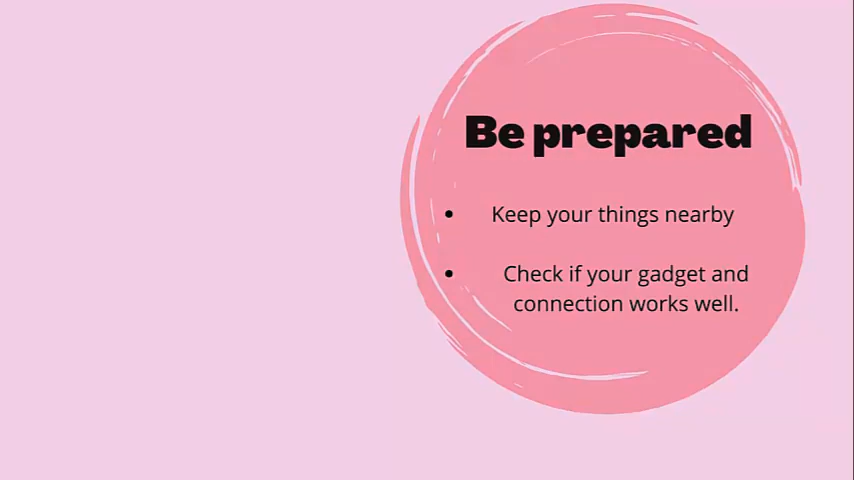 Be prepared
• Keep your things nearby
• Check if your gadget and
connection works well.